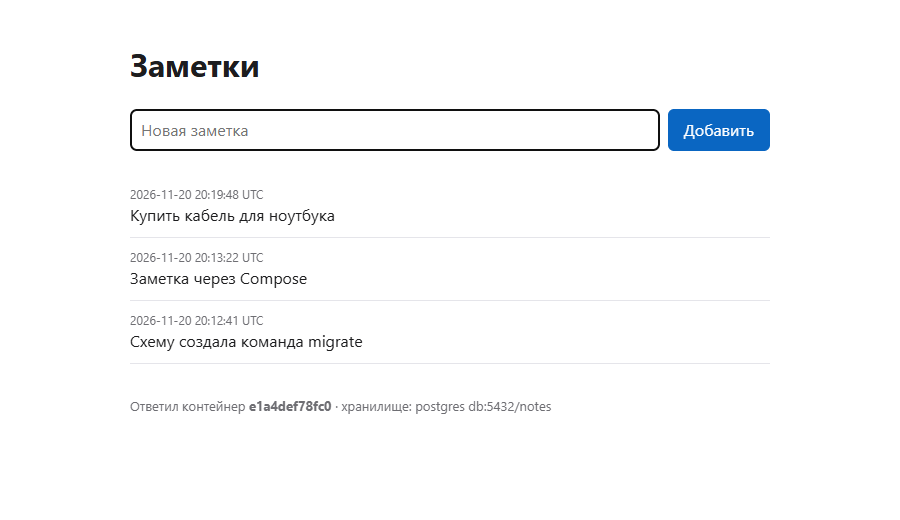 Заметки
Новая заметка
Добавить
2026-11-20 20:19:48 UTC
Купить кабель для ноутбука
2026-11-20 20:13:22 UTC
Заметка через Compose
2026-11-20 20:12:41 UTC
Схему создала команда migrate
Ответил контейнер e1a4def78fc0 · хранилище: postgres db:5432/notes